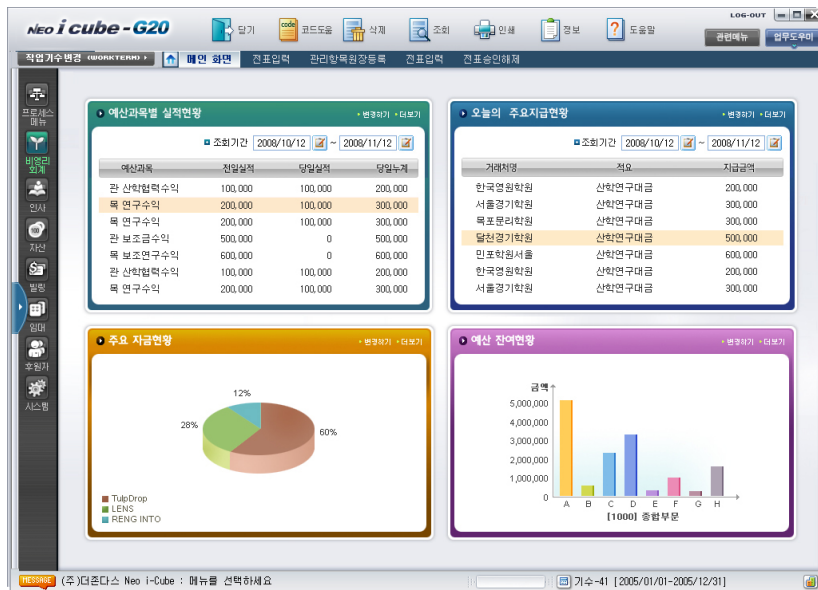 NEO i cube - G20
닫기 code 코드도움 삭제 조회 인쇄 정보 도움말
LOG-OUT
관련메뉴 업무도우미
작업기수변경 (WORKTERM) 메인 화면 전표입력 관리항목원장등록 전표입력 전표승인해제
프로세스
메뉴
비영리
회계
인사
자산
빌링
임대
후원자
시스템
예산과목별 실적현황 변경하기 더보기
조회기간 2008/10/12 ~ 2008/11/12
예산과목 전일실적 당일실적 당일누계
관 산학협력수익 100,000 100,000 200,000
목 연구수익 200,000 100,000 300,000
목 연구수익 200,000 100,000 300,000
관 보조금수익 500,000 0 500,000
목 보조연구수익 600,000 0 600,000
관 산학협력수익 100,000 100,000 200,000
목 연구수익 200,000 100,000 300,000
오늘의 주요지급현황 변경하기 더보기
조회기간 2008/10/12 ~ 2008/11/12
거래처명 적요 지급금액
한국영원학원 산학연구대금 200,000
서울경기학원 산학연구대금 300,000
목포문리학원 산학연구대금 300,000
달천경기학원 산학연구대금 500,000
민포학원서울 산학연구대금 600,000
한국영원학원 산학연구대금 200,000
서울경기학원 산학연구대금 300,000
주요 자금현황 변경하기 더보기
12%
28%
60%
TulpDrop
LENS
RENG INTO
예산 잔여현황 변경하기 더보기
금액
5,000,000
4,000,000
3,000,000
2,000,000
1,000,000
0
A B C D E F G H
[1000] 종합부문
MESSAGE (주)더존다스 Neo i-Cube : 메뉴를 선택하세요
기수-41 [2005/01/01-2005/12/31]